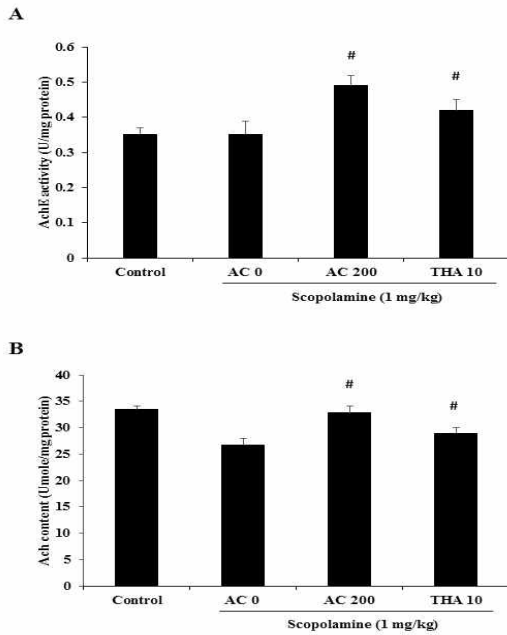 A
AchE activity (U/mg protein)
0.6
0.5
0.4
0.3
0.2
0.1
0
#
#
Control
AC 0
AC 200
THA 10
Scopolamine (1 mg/kg)
B
Ach content (Umole/mg protein)
40
35
30
25
20
15
10
5
0
#
#
Control
AC 0
AC 200
THA 10
Scopolamine (1 mg/kg)